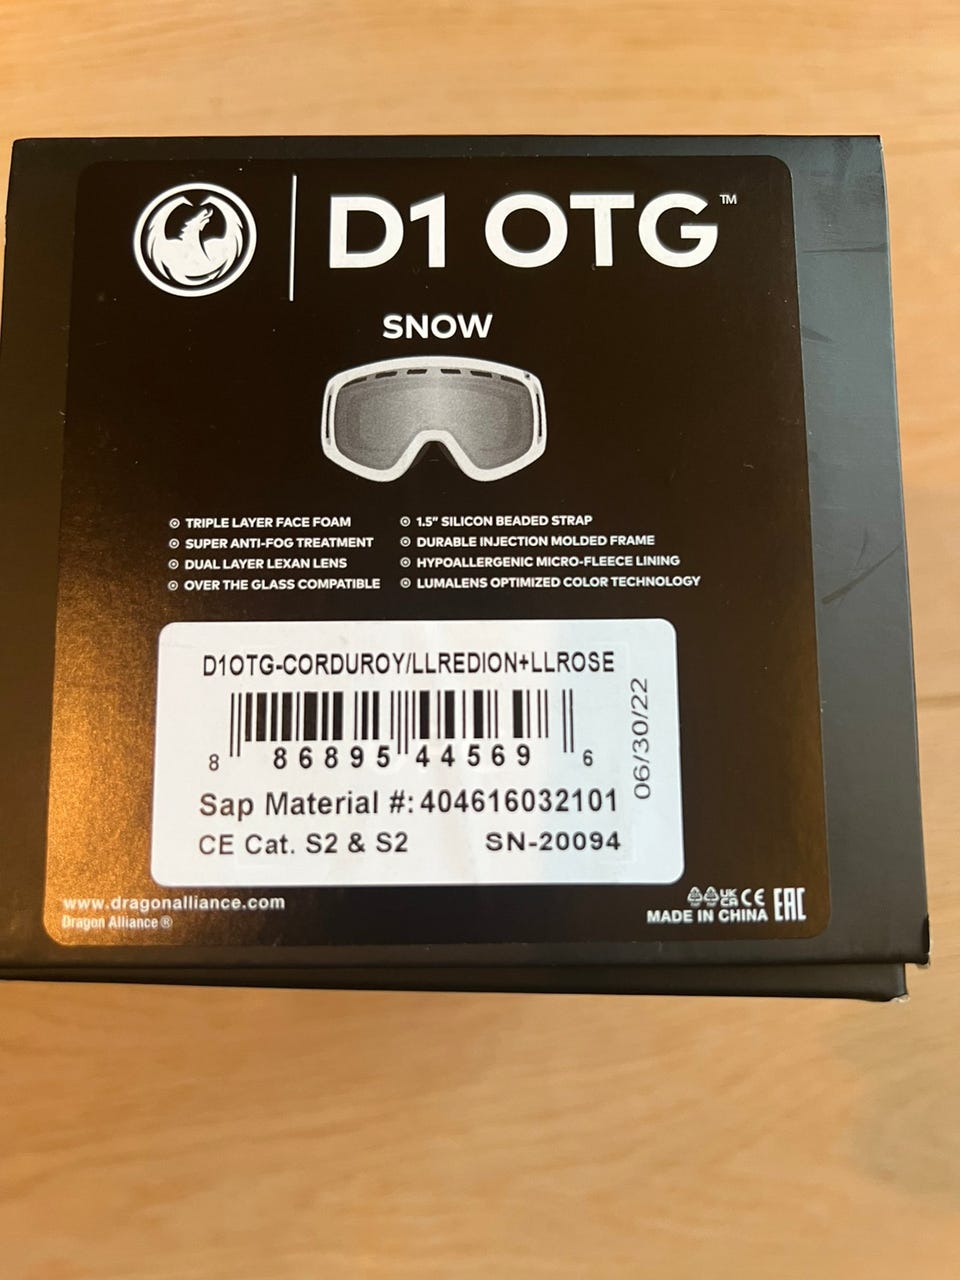 D1 OTG™
SNOW
TRIPLE LAYER FACE FOAM
SUPER ANTI-FOG TREATMENT
DUAL LAYER LEXAN LENS
OVER THE GLASS COMPATIBLE
1.5" SILICON BEADED STRAP
DURABLE INJECTION MOLDED FRAME
HYPOALLERGENIC MICRO-FLEECE LINING
LUMALENS OPTIMIZED COLOR TECHNOLOGY
D1OTG-CORDUROY/LLREDION+LLROSE
8 86895 44569 6
06/30/22
Sap Material #: 404616032101
CE Cat. S2 & S2 SN-20094
www.dragonalliance.com
Dragon Alliance ®
UK CA CE EAC
MADE IN CHINA